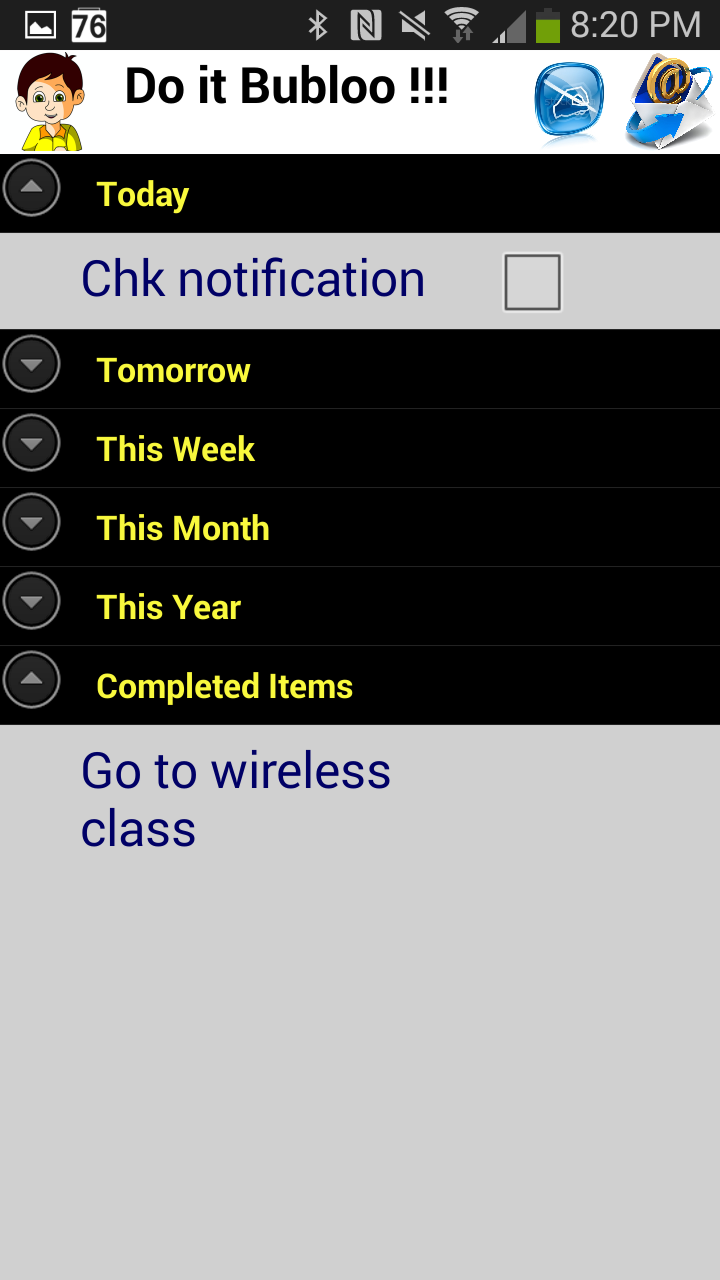 76 8:20 PM
Do it Bubloo !!!
@
Today
Chk notification
Tomorrow
This Week
This Month
This Year
Completed Items
Go to wireless
class